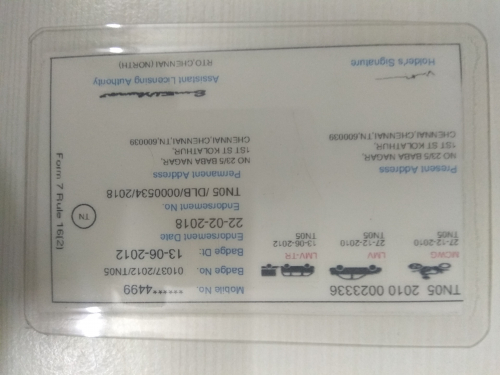 TN05 2010 0023336
MCWG
27-12-2010
TN05
LMV
27-12-2010
TN05
LMV-TR
13-06-2012
TN05
Mobile No. ******4499
Badge No. 0103/7/2012/TN05
Badge Dt. 13-06-2012
Endorsement Date
22-02-2018
Endorsement No.
TN05 /DLB/0000534/2018
Present Address
NO 23/5 BABA NAGAR,
1ST ST KOLATHUR,
CHENNAI,CHENNAI,TN,600039
Permanent Address
NO 23/5 BABA NAGAR,
1ST ST KOLATHUR,
CHENNAI,CHENNAI,TN,600039
Holder's Signature
Assistant Licensing Authority
RTO,CHENNAI (NORTH)
TN
Form 7 Rule 16(2)